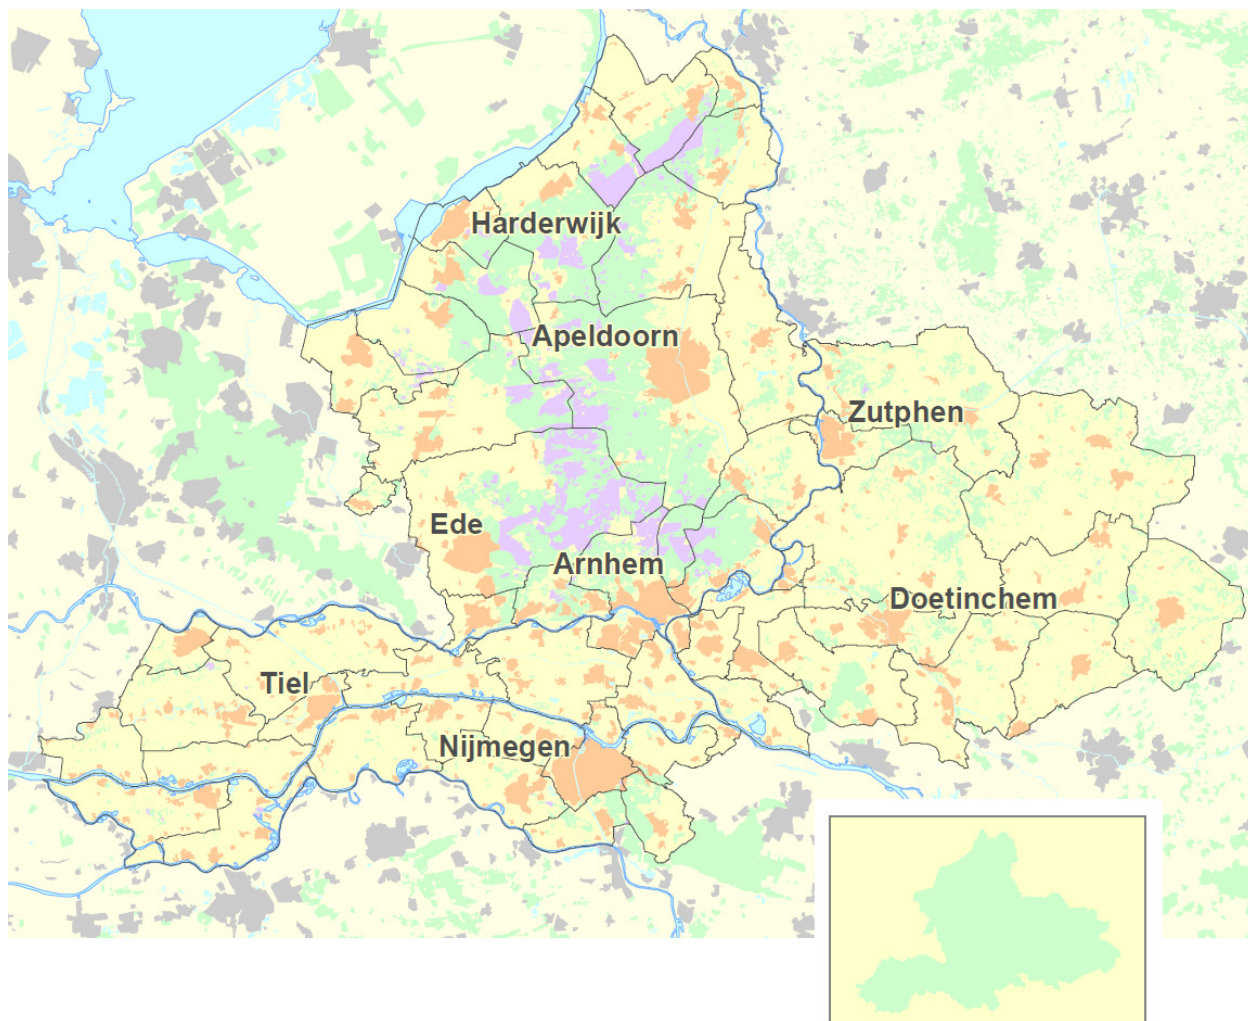 Harderwijk
Apeldoorn
Zutphen
Ede
Arnhem
Doetinchem
Tiel
Nijmegen